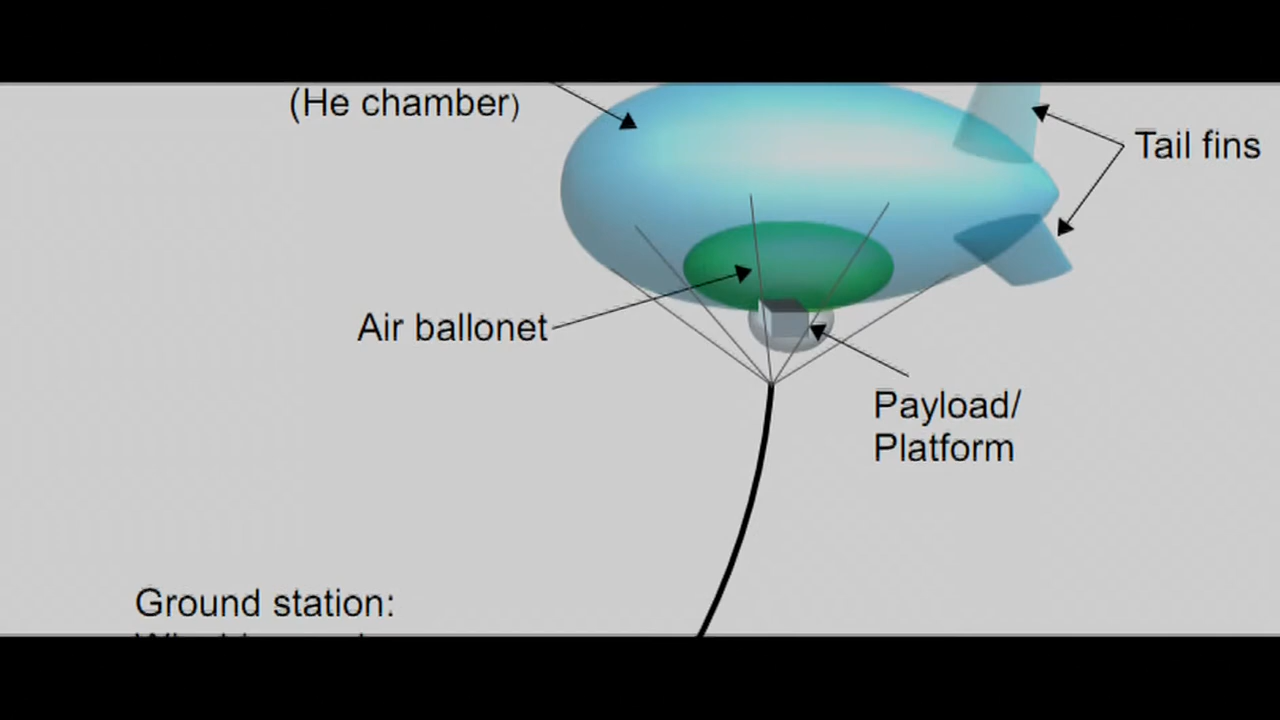 (He chamber)
Tail fins
Air ballonet
Payload/
Platform
Ground station: